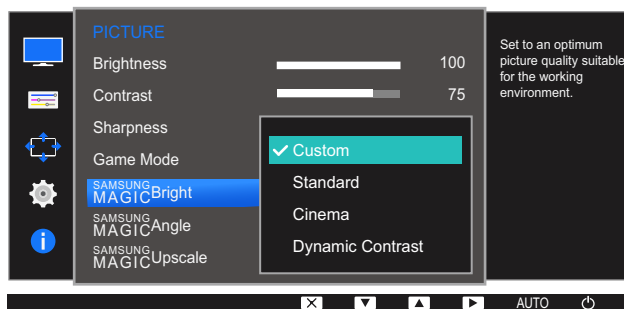 PICTURE
Brightness 100
Contrast 75
Sharpness
Game Mode
SAMSUNG
MAGICBright
SAMSUNG
MAGICAngle
SAMSUNG
MAGICUpscale
Custom
Standard
Cinema
Dynamic Contrast
Set to an optimum
picture quality suitable
for the working
environment.
AUTO